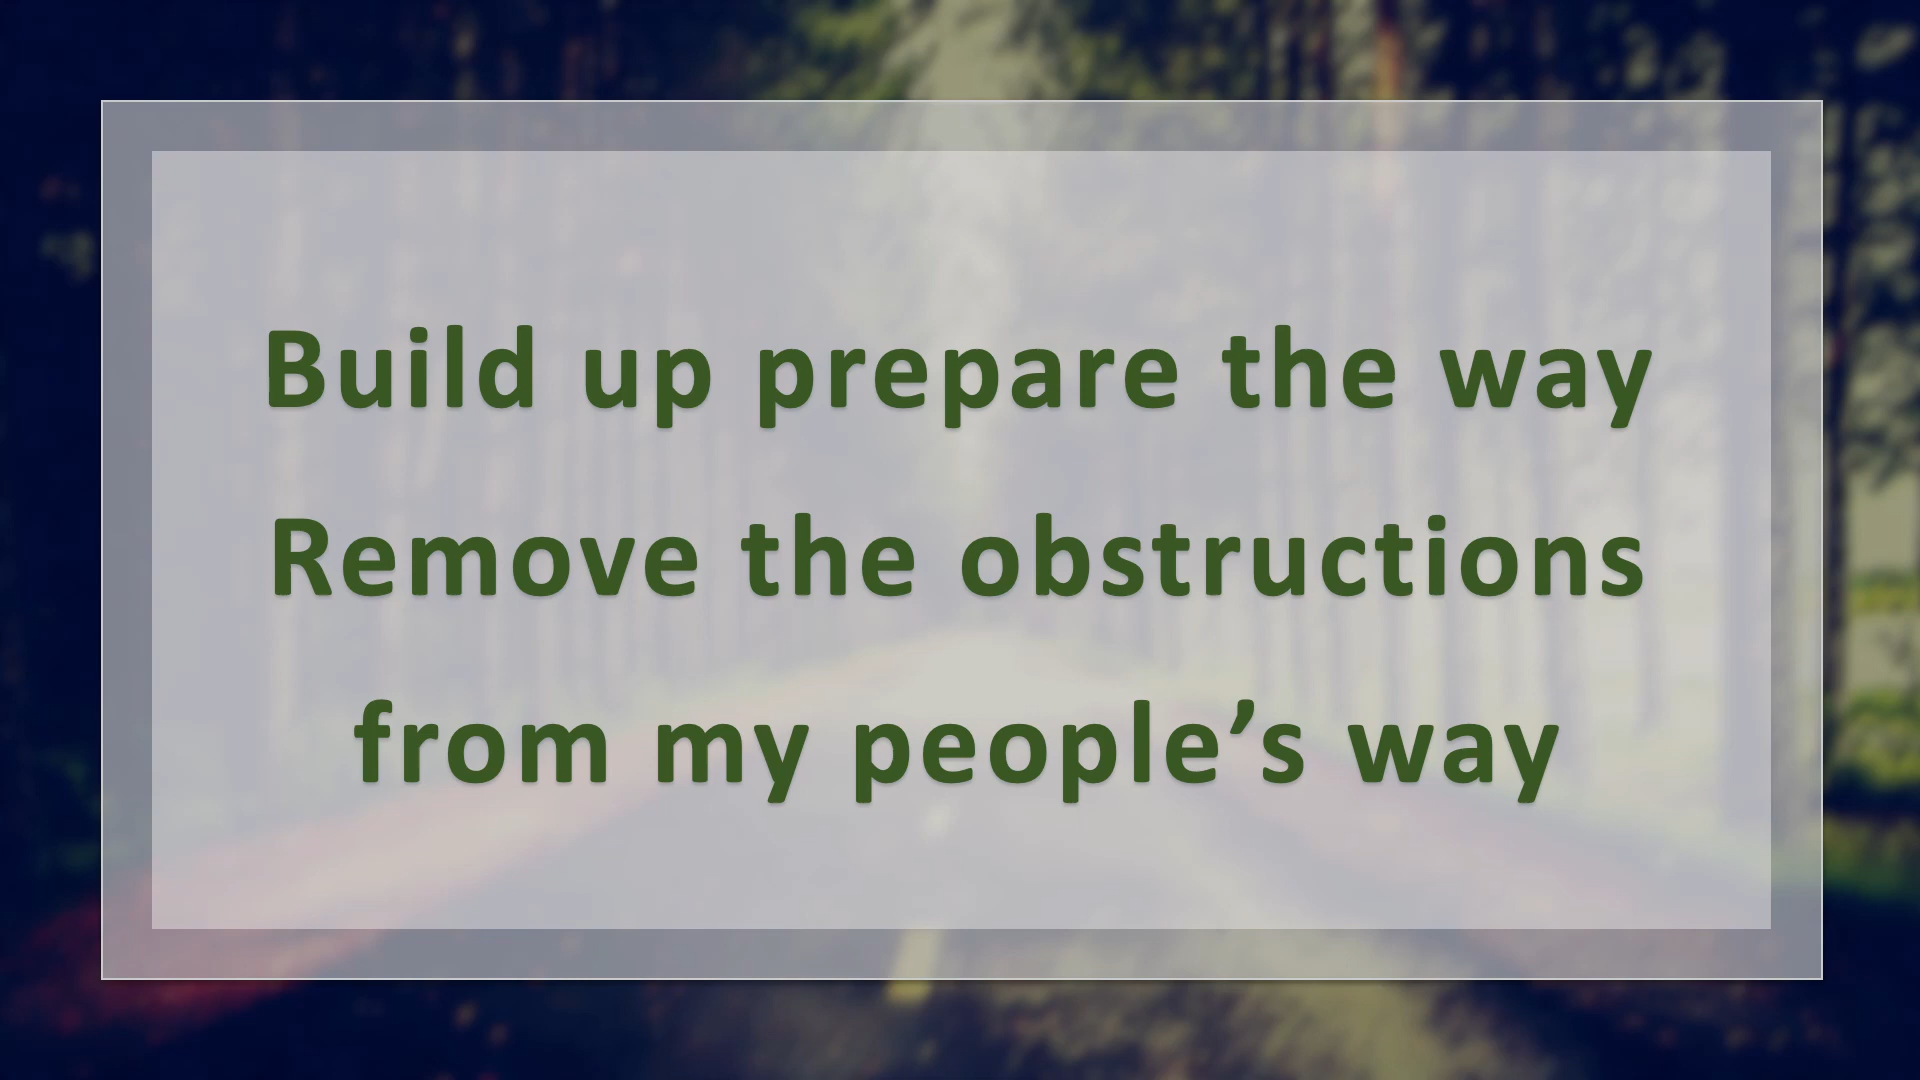 Build up prepare the way
Remove the obstructions
from my people’s way